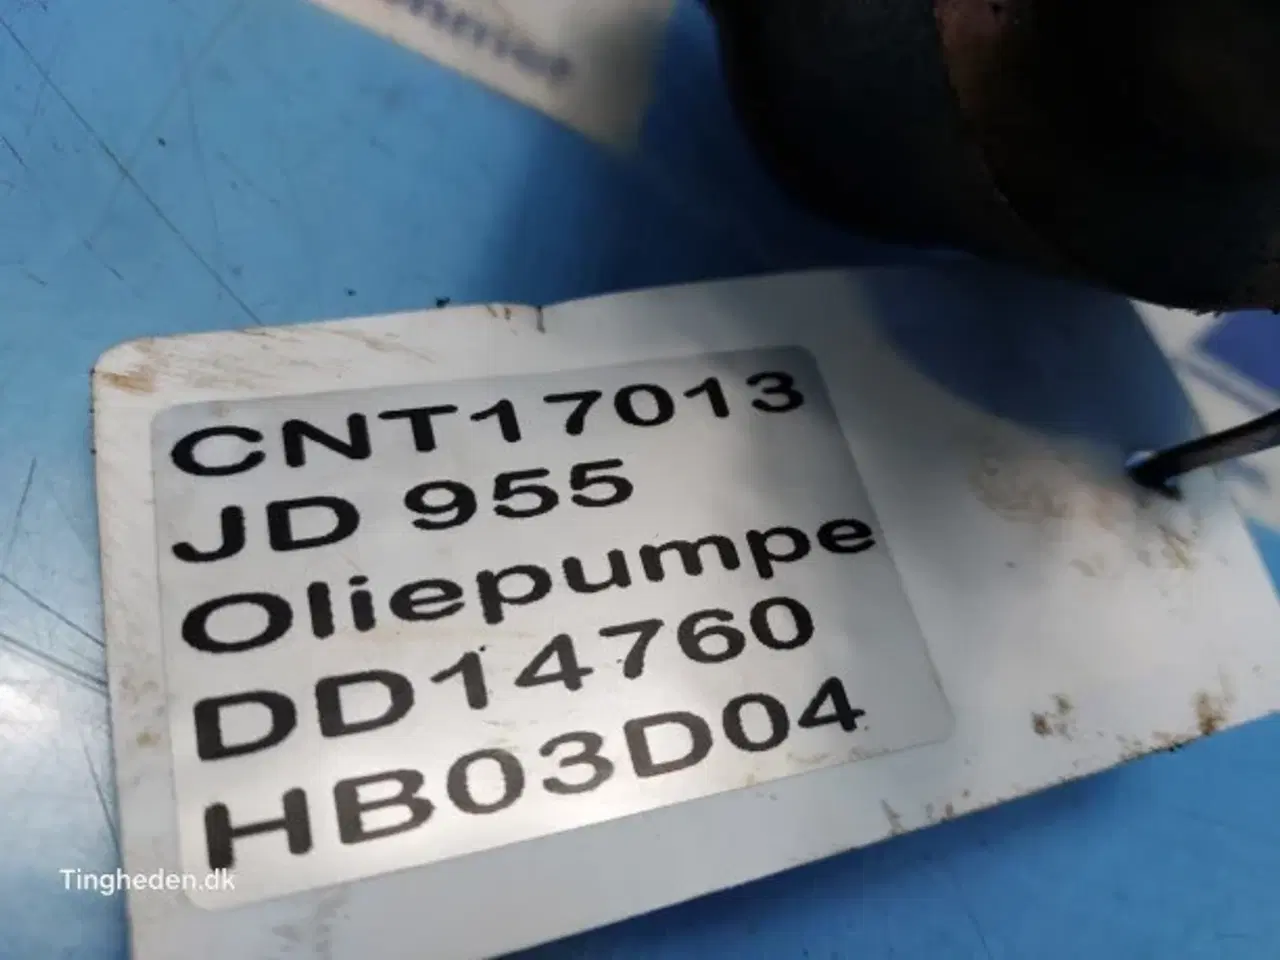 CNT17013
JD 955
Oliepumpe
DD14760
HB03D04
Tingheden.dk